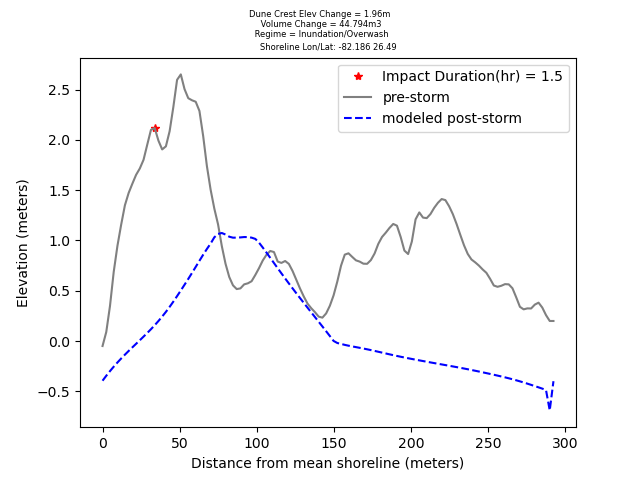 Dune Crest Elev Change = 1.96m
Volume Change = 44.794m3
Regime = Inundation/Overwash
Shoreline Lon/Lat: -82.186 26.49
Impact Duration(hr) = 1.5
pre-storm
modeled post-storm
Elevation (meters)
2.5
2.0
1.5
1.0
0.5
0.0
−0.5
0 50 100 150 200 250 300
Distance from mean shoreline (meters)